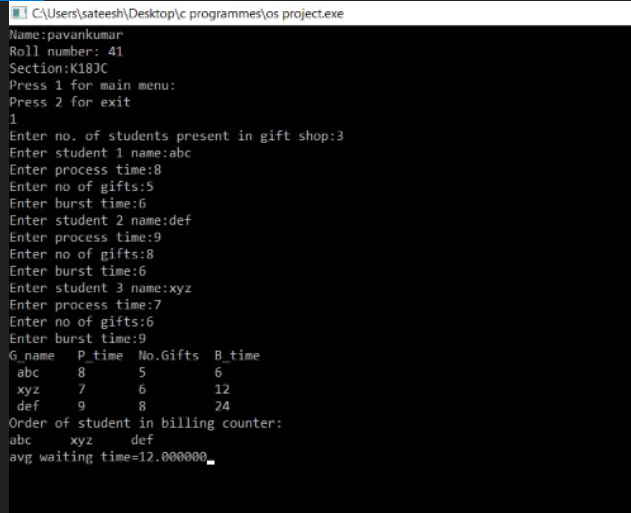 C:\Users\sateesh\Desktop\c programmes\os project.exe
Name:pavankumar
Roll number: 41
Section:K18JC
Press 1 for main menu:
Press 2 for exit
1
Enter no. of students present in gift shop:3
Enter student 1 name:abc
Enter process time:8
Enter no of gifts:5
Enter burst time:6
Enter student 2 name:def
Enter process time:9
Enter no of gifts:8
Enter burst time:6
Enter student 3 name:xyz
Enter process time:7
Enter no of gifts:6
Enter burst time:9
G_name P_time No.Gifts B_time
abc 8 5 6
xyz 7 6 12
def 9 8 24
Order of student in billing counter:
abc xyz def
avg waiting time=12.000000